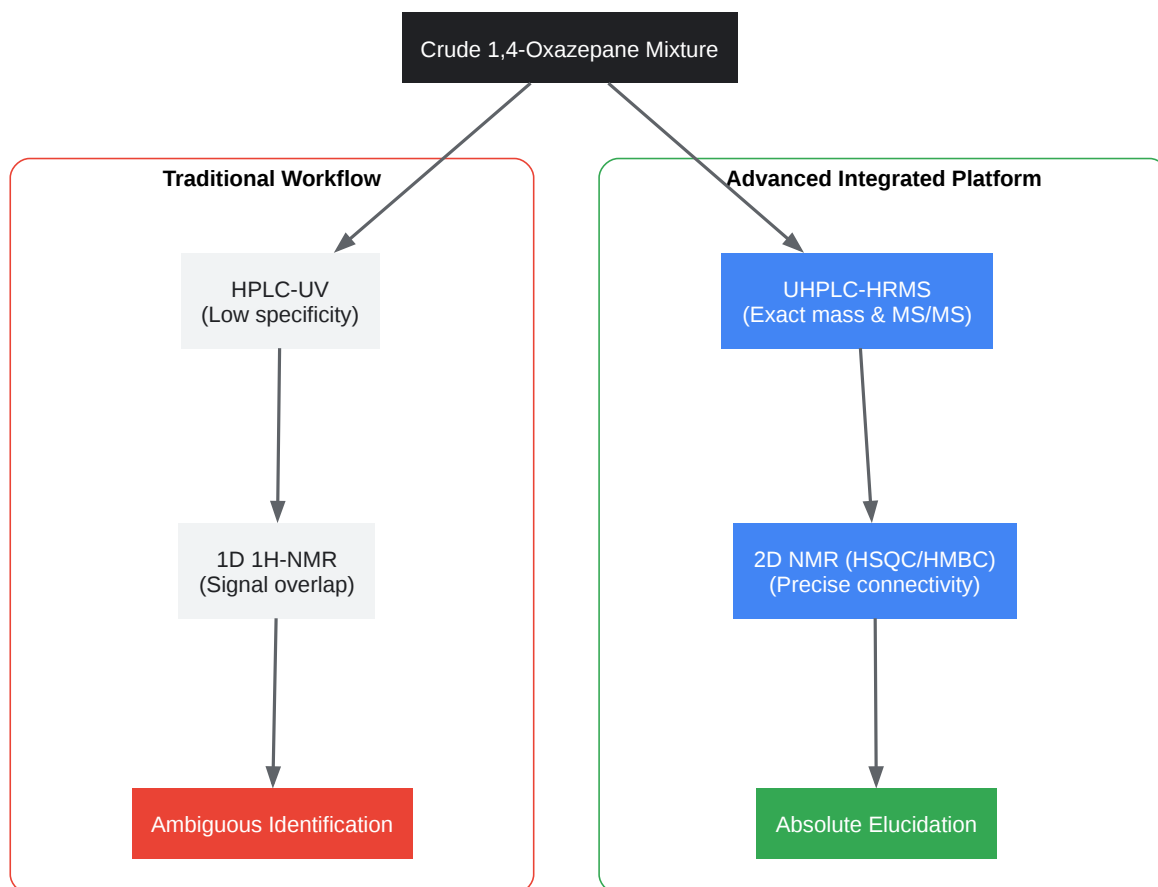 Crude 1,4-Oxazepane Mixture
Traditional Workflow
HPLC-UV
(Low specificity)
1D 1H-NMR
(Signal overlap)
Ambiguous Identification
Advanced Integrated Platform
UHPLC-HRMS
(Exact mass & MS/MS)
2D NMR (HSQC/HMBC)
(Precise connectivity)
Absolute Elucidation